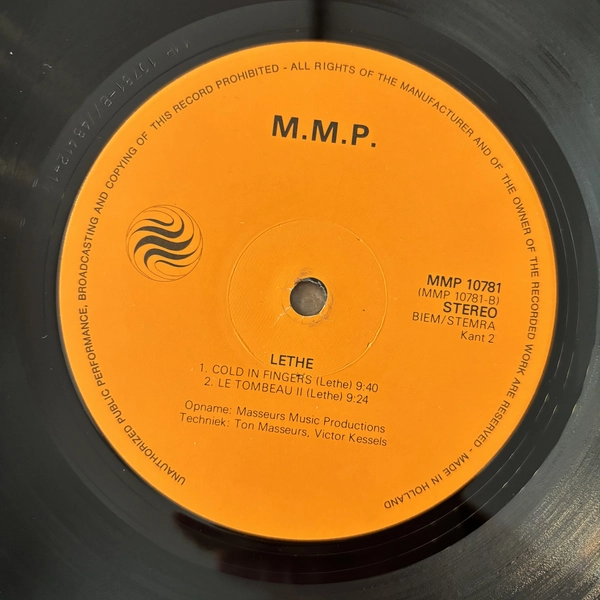 M.M.P.
MMP 10781
(MMP 10781-B)
STEREO
BIEM/STEMRA
Kant 2
LETHE
1. COLD IN FINGERS (Lethe) 9:40
2. LE TOMBEAU II (Lethe) 9:24
Opname: Masseurs Music Productions
Techniek: Ton Masseurs, Victor Kessels
UNAUTHORIZED PUBLIC PERFORMANCE, BROADCASTING AND COPYING OF THIS RECORD PROHIBITED - ALL RIGHTS OF THE MANUFACTURER AND OF THE OWNER OF THE RECORDED WORK ARE RESERVED - MADE IN HOLLAND